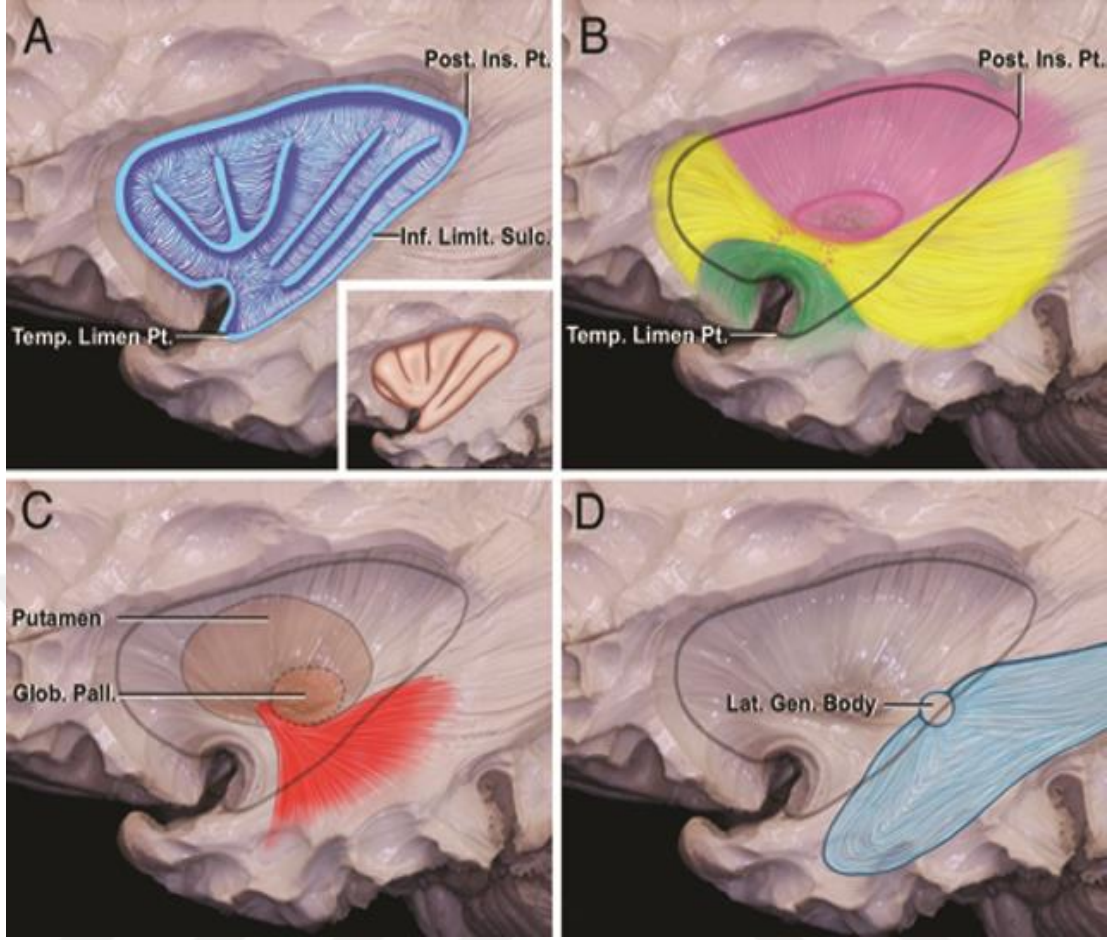 A
Post. Ins. Pt.
Inf. Limit. Sulc.
Temp. Limen Pt.
B
Post. Ins. Pt.
Temp. Limen Pt.
C
Putamen
Glob. Pall.
D
Lat. Gen. Body